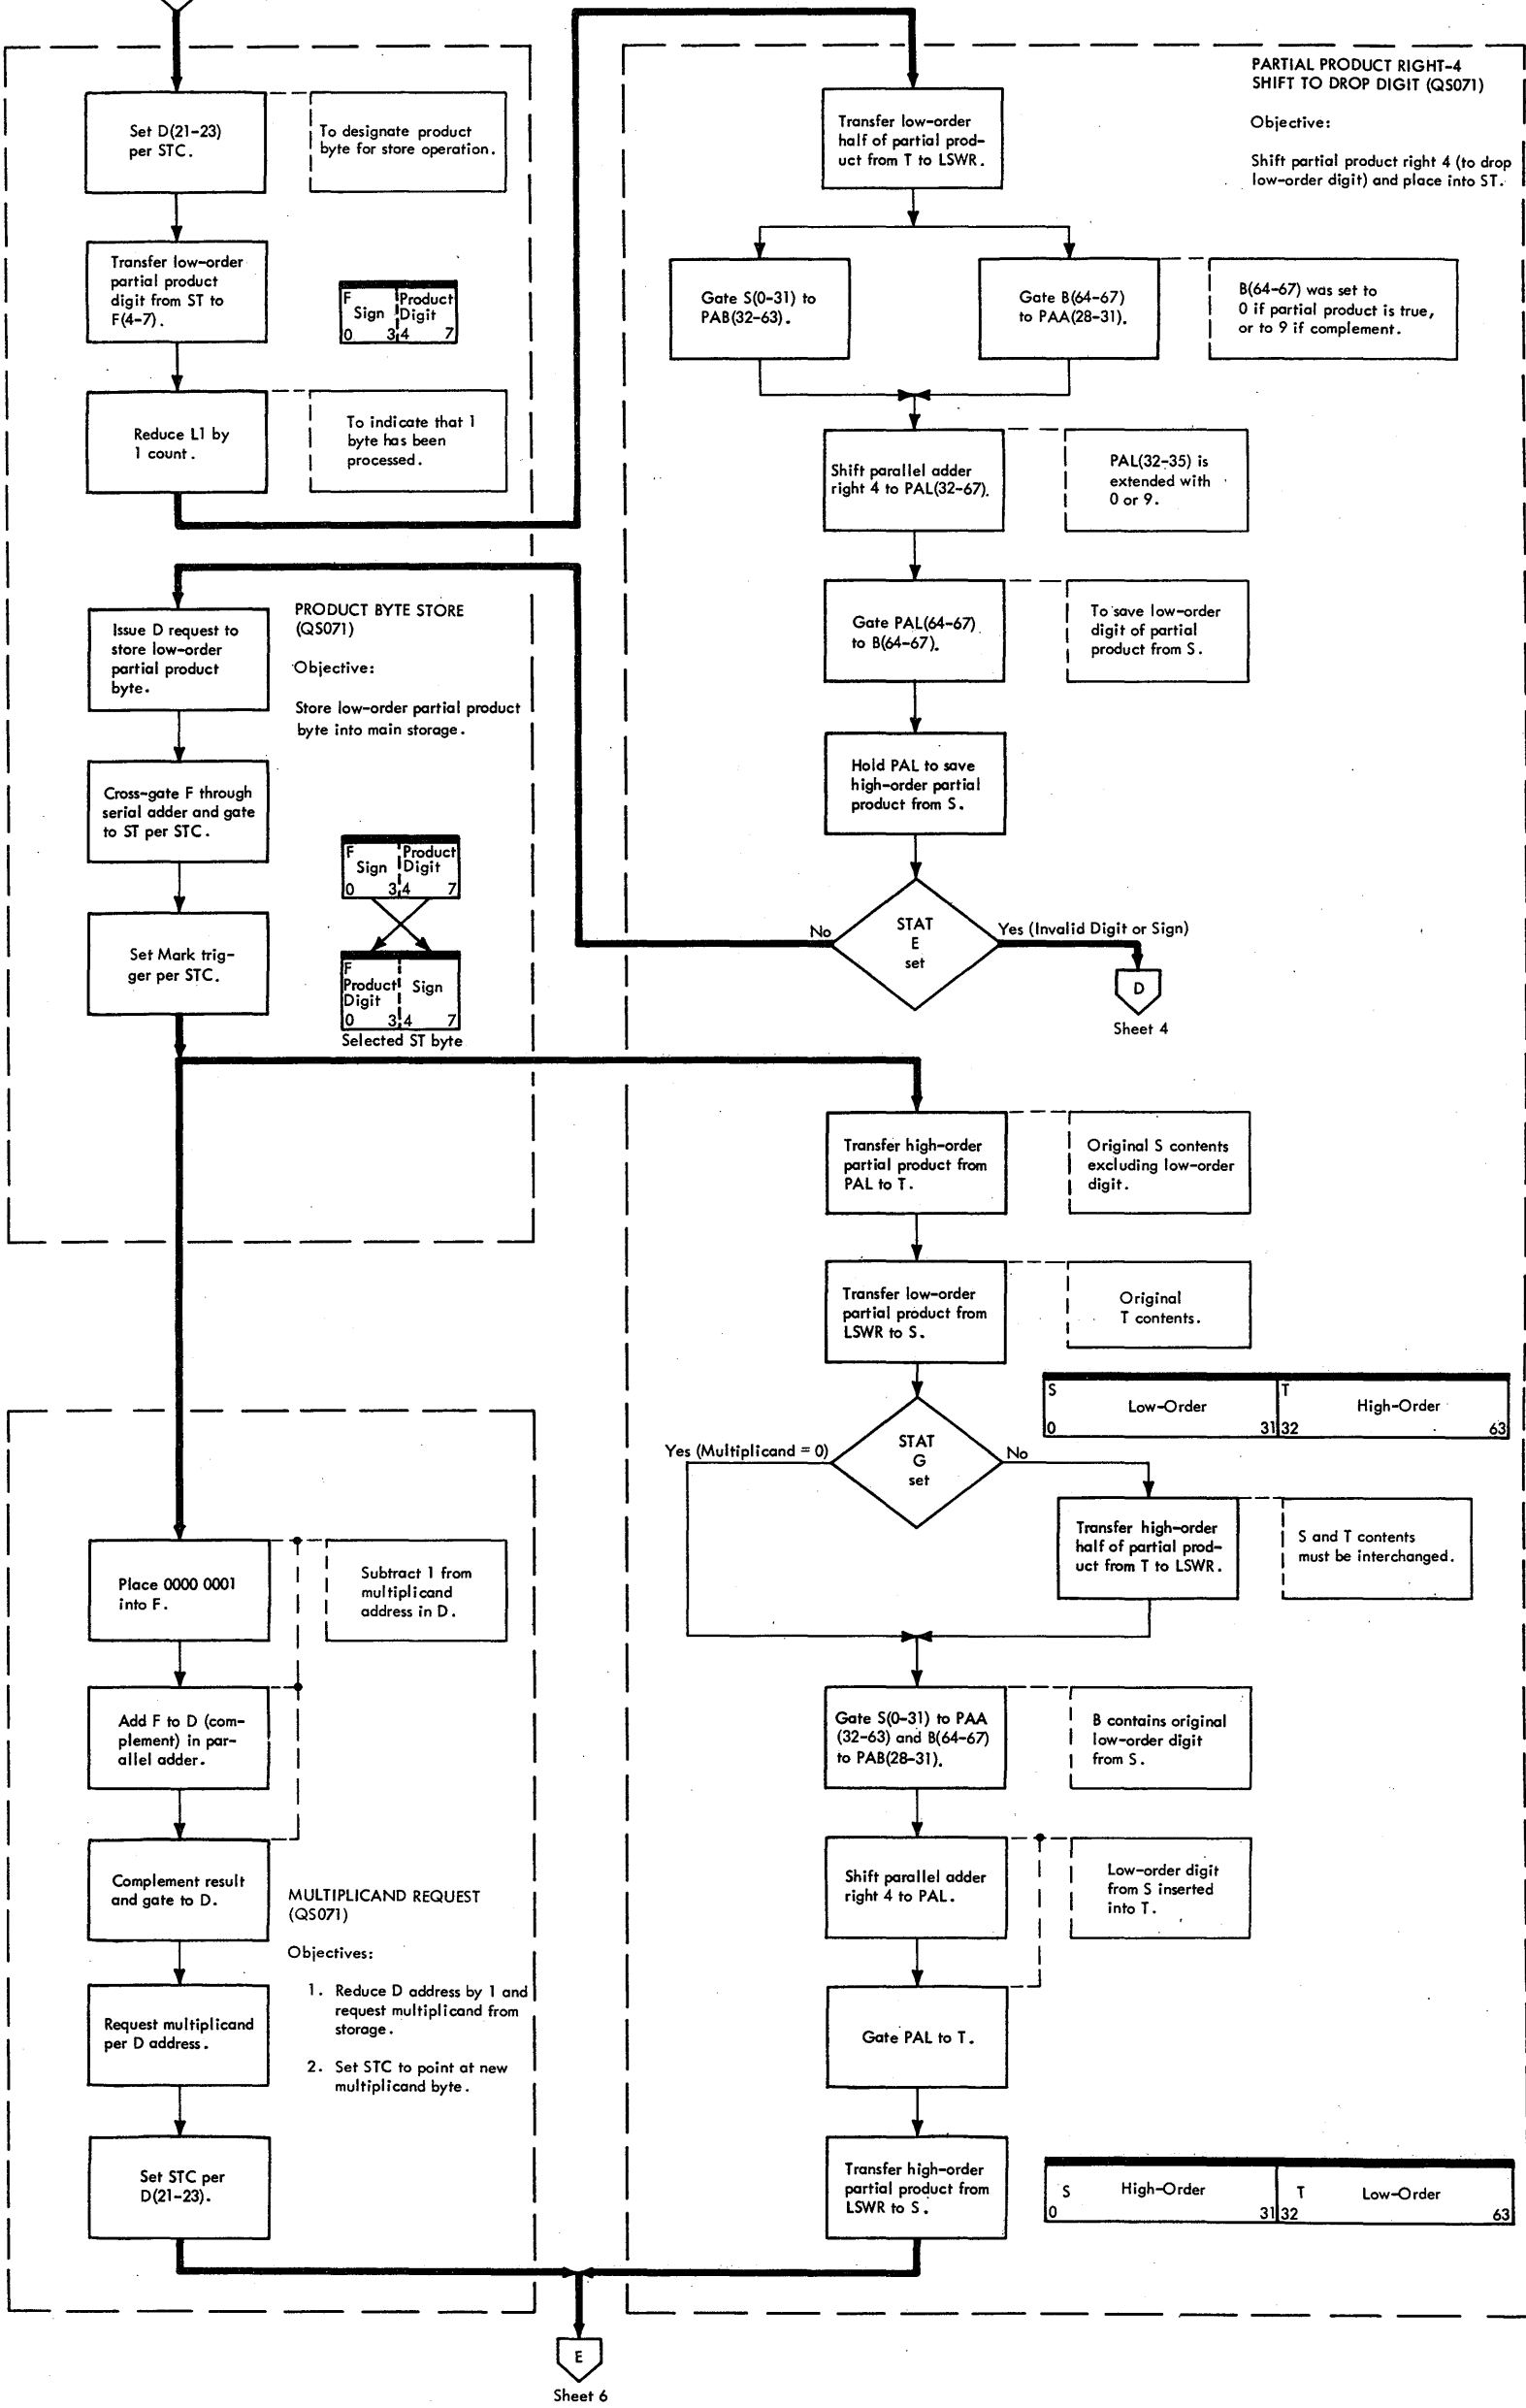 Set D(21-23)
per STC.
To designate product
byte for store operation.
Transfer low-order
partial product
digit from ST to
F(4-7).
F
Sign
Product
Digit
0 3 4 7
Reduce L1 by
1 count.
To indicate that 1
byte has been
processed.
Issue D request to
store low-order
partial product
byte.
PRODUCT BYTE STORE
(QS071)
Objective:
Store low-order partial product
byte into main storage.
Cross-gate F through
serial adder and gate
to ST per STC.
Set Mark trig-
ger per STC.
F
Sign
Product
Digit
0 3 4 7
F
Product
Digit
Sign
0 3 4 7
Selected ST byte
Place 0000 0001
into F.
Subtract 1 from
multiplicand
address in D.
Add F to D (com-
plement) in par-
allel adder.
Complement result
and gate to D.
MULTIPLICAND REQUEST
(QS071)
Objectives:
1. Reduce D address by 1 and
request multiplicand from
storage.
2. Set STC to point at new
multiplicand byte.
Request multiplicand
per D address.
Set STC per
D(21-23).
PARTIAL PRODUCT RIGHT-4
SHIFT TO DROP DIGIT (QS071)
Objective:
Shift partial product right 4 (to drop
low-order digit) and place into ST.
Transfer low-order
half of partial prod-
uct from T to LSWR.
Gate S(0-31) to
PAB(32-63).
Gate B(64-67)
to PAA(28-31).
B(64-67) was set to
0 if partial product is true,
or to 9 if complement.
Shift parallel adder
right 4 to PAL(32-67).
PAL(32-35) is
extended with
0 or 9.
Gate PAL(64-67)
to B(64-67).
To save low-order
digit of partial
product from S.
Hold PAL to save
high-order partial
product from S.
STAT
E
set
No
Yes (Invalid Digit or Sign)
D
Sheet 4
Transfer high-order
partial product from
PAL to T.
Original S contents
excluding low-order
digit.
Transfer low-order
partial product from
LSWR to S.
Original
T contents.
S
Low-Order
T
High-Order
0 31 32 63
STAT
G
set
Yes (Multiplicand = 0)
No
Transfer high-order
half of partial prod-
uct from T to LSWR.
S and T contents
must be interchanged.
Gate S(0-31) to PAA
(32-63) and B(64-67)
to PAB(28-31).
B contains original
low-order digit
from S.
Shift parallel adder
right 4 to PAL.
Low-order digit
from S inserted
into T.
Gate PAL to T.
Transfer high-order
partial product from
LSWR to S.
S High-Order T Low-Order
0 31 32 63
E
Sheet 6